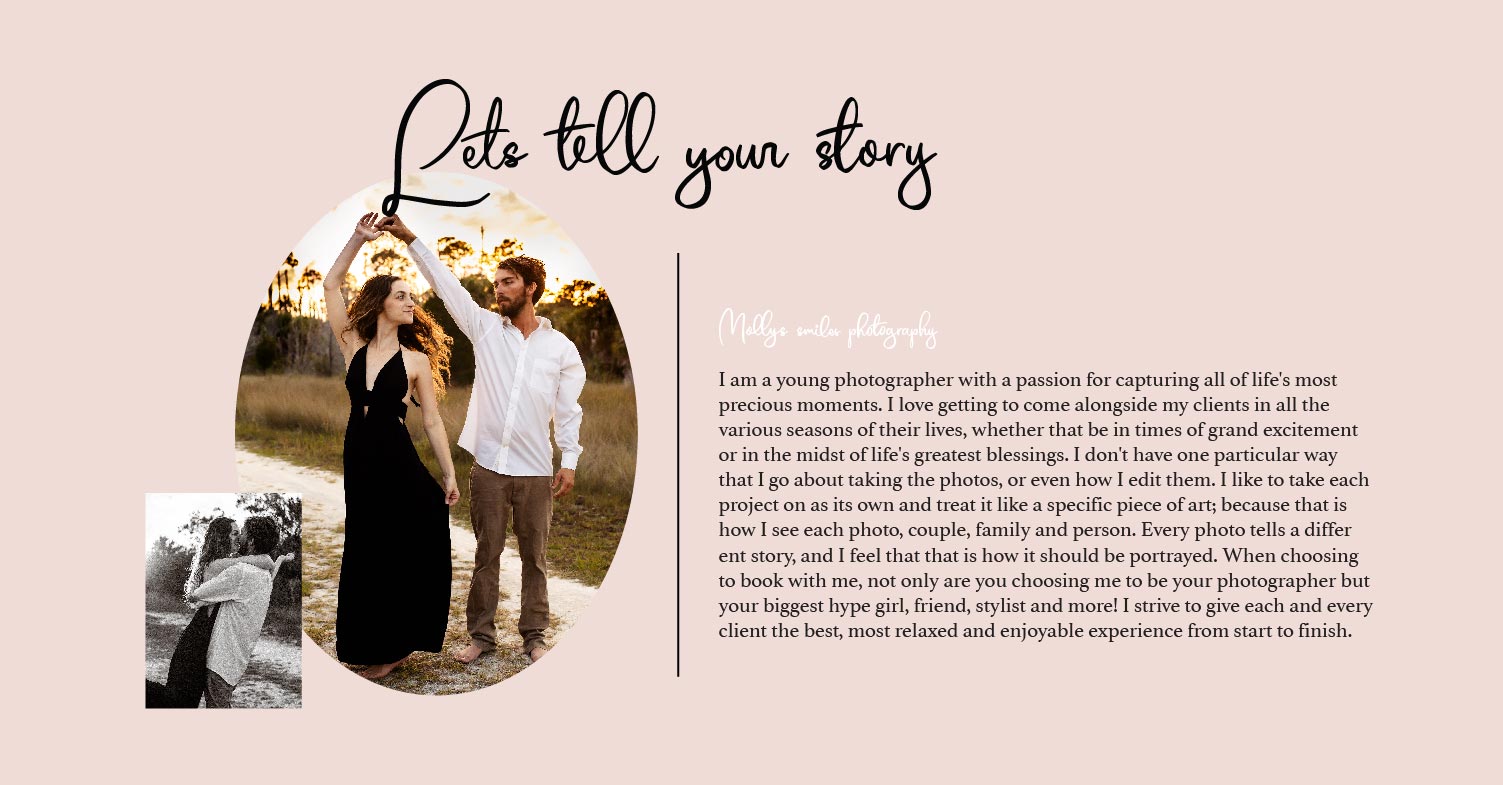 Lets tell your story
Mollys smiles photography
I am a young photographer with a passion for capturing all of life's most
precious moments. I love getting to come alongside my clients in all the
various seasons of their lives, whether that be in times of grand excitement
or in the midst of life's greatest blessings. I don't have one particular way
that I go about taking the photos, or even how I edit them. I like to take each
project on as its own and treat it like a specific piece of art; because that is
how I see each photo, couple, family and person. Every photo tells a differ
ent story, and I feel that that is how it should be portrayed. When choosing
to book with me, not only are you choosing me to be your photographer but
your biggest hype girl, friend, stylist and more! I strive to give each and every
client the best, most relaxed and enjoyable experience from start to finish.